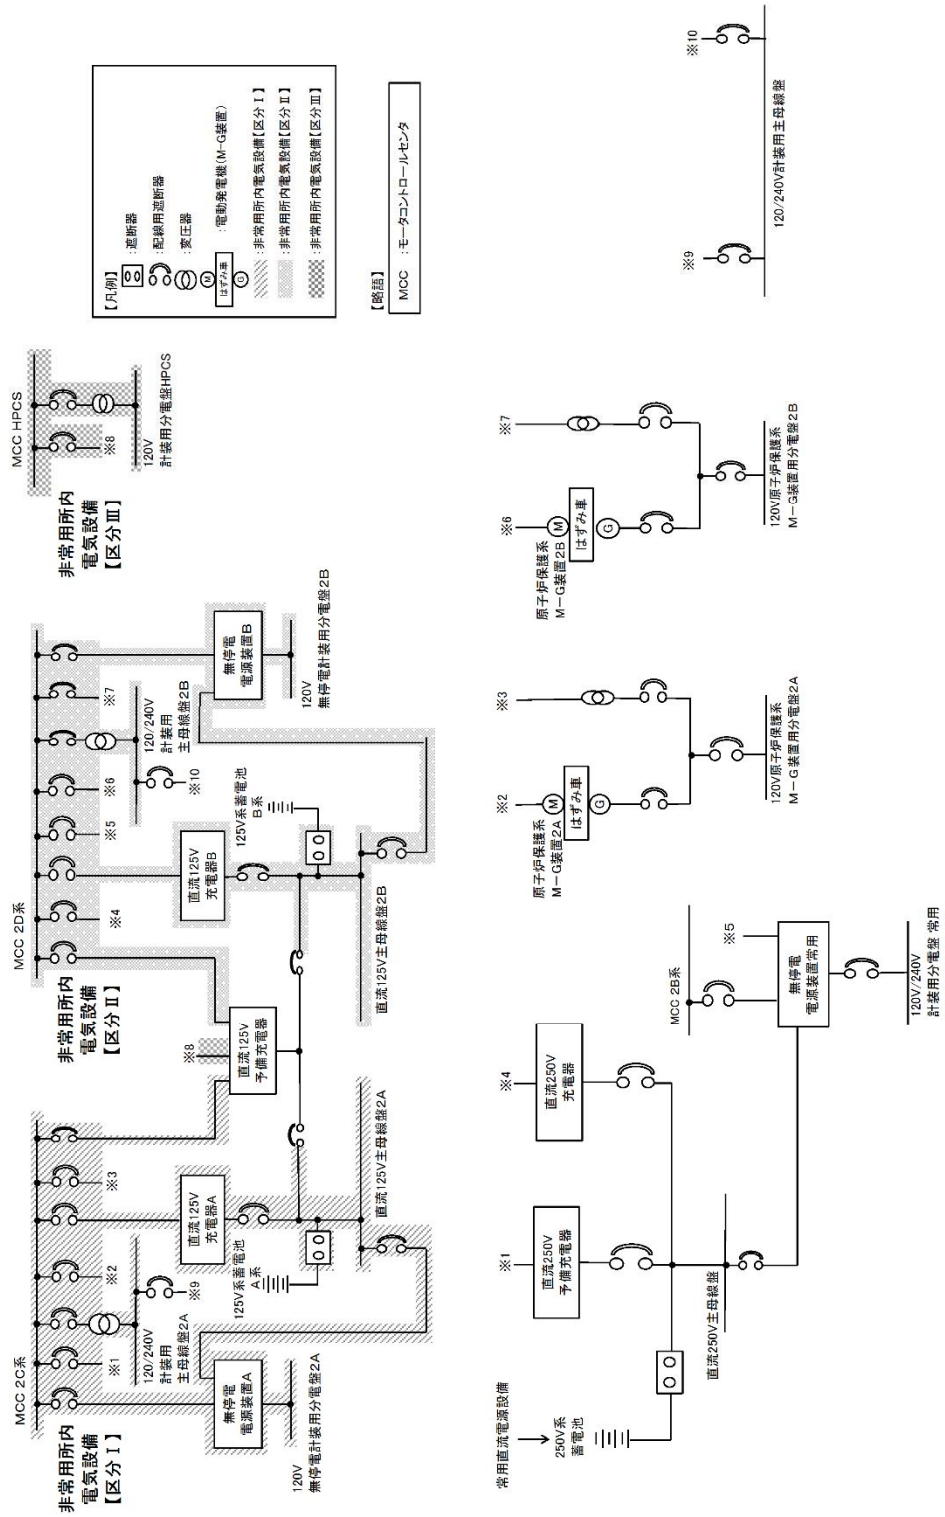 非常用所内
電気設備
【区分Ⅰ】
MCC 2C系
※1
※2
※3
120/240V
計装用
主母線盤2A
※9
無停電
電源装置A
120V
無停電計装用分電盤2A
直流125V
充電器A
125V系蓄電池
A系
直流125V主母線盤2A
※8
直流125V
予備充電器
非常用所内
電気設備
【区分Ⅱ】
MCC 2D系
※4
※5
※6
※7
直流125V
充電器B
125V系蓄電池
B系
直流125V主母線盤2B
120/240V
計装用
主母線盤2B
※10
無停電
電源装置B
120V
無停電計装用分電盤2B
非常用所内
電気設備
【区分Ⅲ】
MCC HPCS
※8
120V
計装用分電盤HPCS
【凡例】
:遮断器
:配線用遮断器
:変圧器
M
はずみ車
G
:電動発電機(M-G装置)
:非常用所内電気設備【区分Ⅰ】
:非常用所内電気設備【区分Ⅱ】
:非常用所内電気設備【区分Ⅲ】
【略語】
MCC :モータコントロールセンタ
常用直流電源設備
250V系
蓄電池
※1
直流250V
予備充電器
※4
直流250V
充電器
直流250V主母線盤
MCC 2B系
※5
無停電
電源装置常用
120V/240V
計装用分電盤 常用
※2
原子炉保護系
M-G装置2A
M
はずみ車
G
※3
120V原子炉保護系
M-G装置用分電盤2A
※6
原子炉保護系
M-G装置2B
M
はずみ車
G
※7
120V原子炉保護系
M-G装置用分電盤2B
※9
※10
120/240V計装用主母線盤